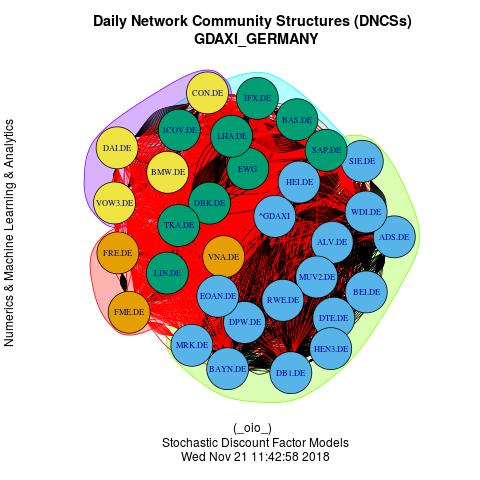 Daily Network Community Structures (DNCSs)
GDAXI_GERMANY
Numerics & Machine Learning & Analytics
CON.DE
IFX.DE
BAS.DE
1COV.DE
LHA.DE
DAI.DE
SAP.DE
SIE.DE
BMW.DE
EWG
HEI.DE
VOW3.DE
DBK.DE
^GDAXI
WDI.DE
TKA.DE
ADS.DE
ALV.DE
FRE.DE
VNA.DE
LIN.DE
MUV2.DE
EOAN.DE
RWE.DE
BEI.DE
FME.DE
DPW.DE
DTE.DE
MRK.DE
HEN3.DE
BAYN.DE
DB1.DE
(_oio_)
Stochastic Discount Factor Models
Wed Nov 21 11:42:58 2018